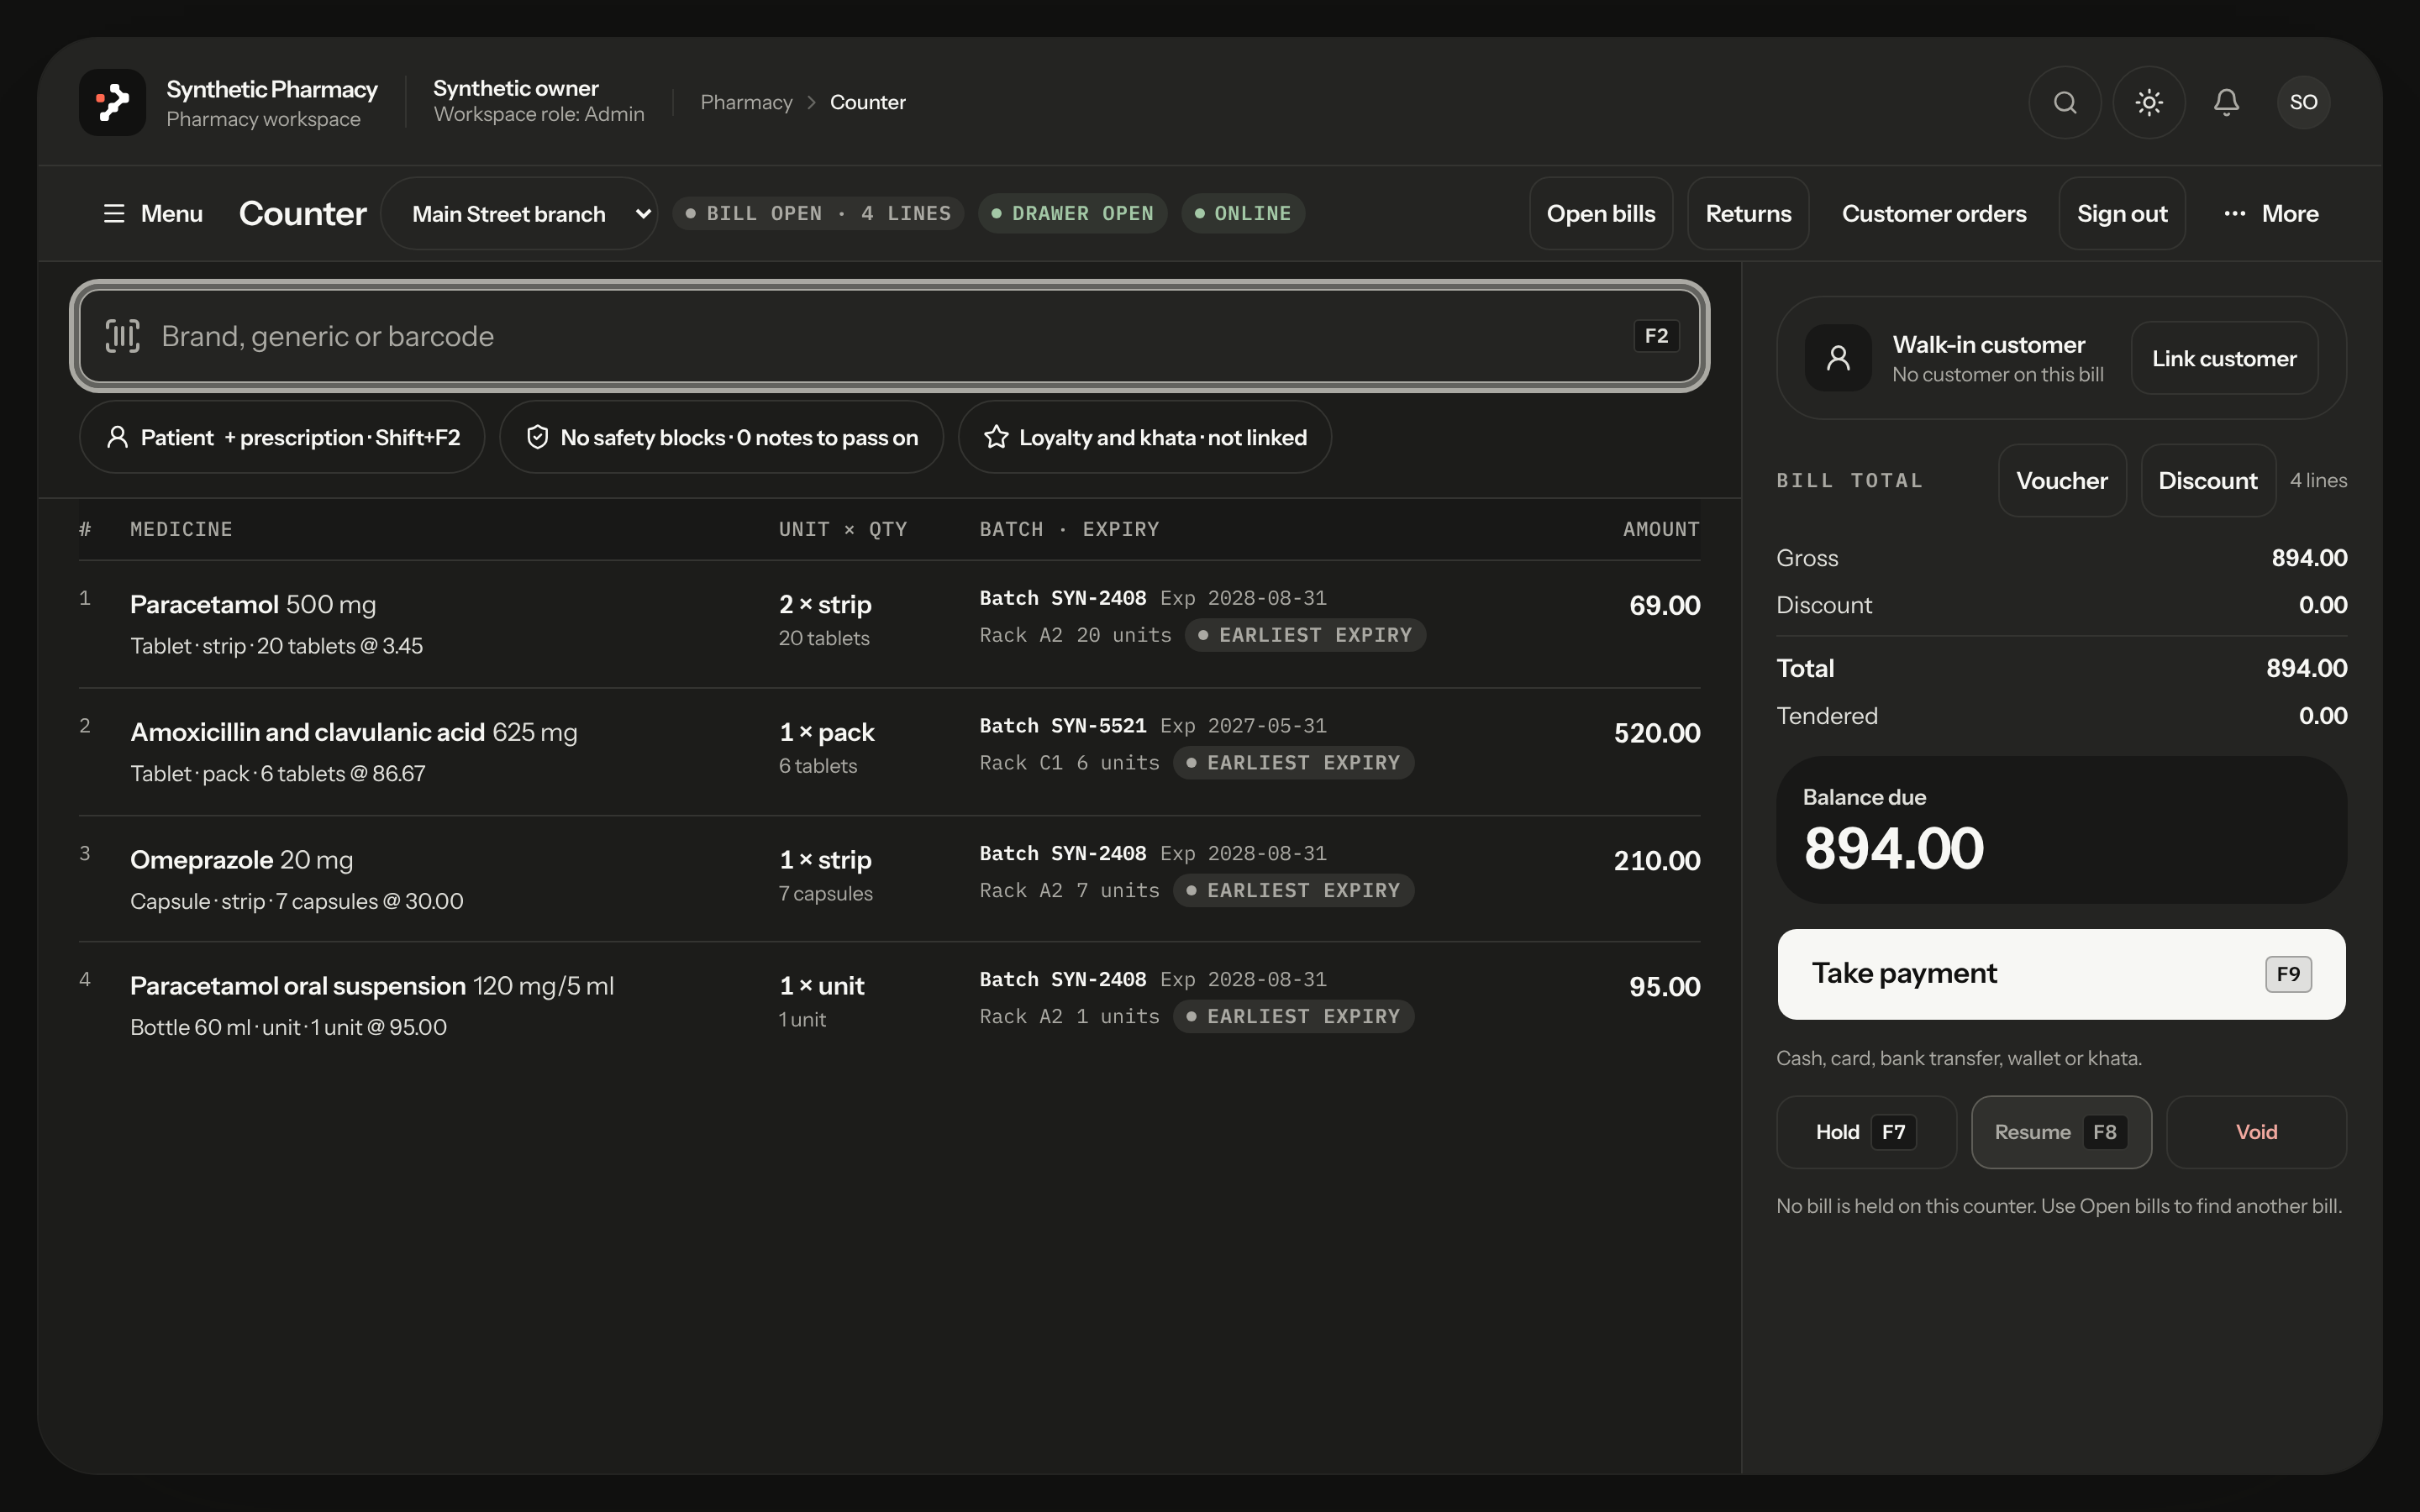 Synthetic Pharmacy
Pharmacy workspace
Synthetic owner
Workspace role: Admin
Pharmacy > Counter
SO
Menu
Counter
Main Street branch
BILL OPEN · 4 LINES
DRAWER OPEN
ONLINE
Open bills
Returns
Customer orders
Sign out
More
Brand, generic or barcode
F2
Patient + prescription · Shift+F2
No safety blocks · 0 notes to pass on
Loyalty and khata · not linked
# MEDICINE UNIT × QTY BATCH · EXPIRY AMOUNT
1 Paracetamol 500 mg
Tablet · strip · 20 tablets @ 3.45
2 × strip
20 tablets
Batch SYN-2408 Exp 2028-08-31
Rack A2 20 units EARLIEST EXPIRY
69.00
2 Amoxicillin and clavulanic acid 625 mg
Tablet · pack · 6 tablets @ 86.67
1 × pack
6 tablets
Batch SYN-5521 Exp 2027-05-31
Rack C1 6 units EARLIEST EXPIRY
520.00
3 Omeprazole 20 mg
Capsule · strip · 7 capsules @ 30.00
1 × strip
7 capsules
Batch SYN-2408 Exp 2028-08-31
Rack A2 7 units EARLIEST EXPIRY
210.00
4 Paracetamol oral suspension 120 mg/5 ml
Bottle 60 ml · unit · 1 unit @ 95.00
1 × unit
1 unit
Batch SYN-2408 Exp 2028-08-31
Rack A2 1 units EARLIEST EXPIRY
95.00
Walk-in customer
No customer on this bill
Link customer
BILL TOTAL
Voucher
Discount
4 lines
Gross 894.00
Discount 0.00
Total 894.00
Tendered 0.00
Balance due
894.00
Take payment F9
Cash, card, bank transfer, wallet or khata.
Hold F7
Resume F8
Void
No bill is held on this counter. Use Open bills to find another bill.